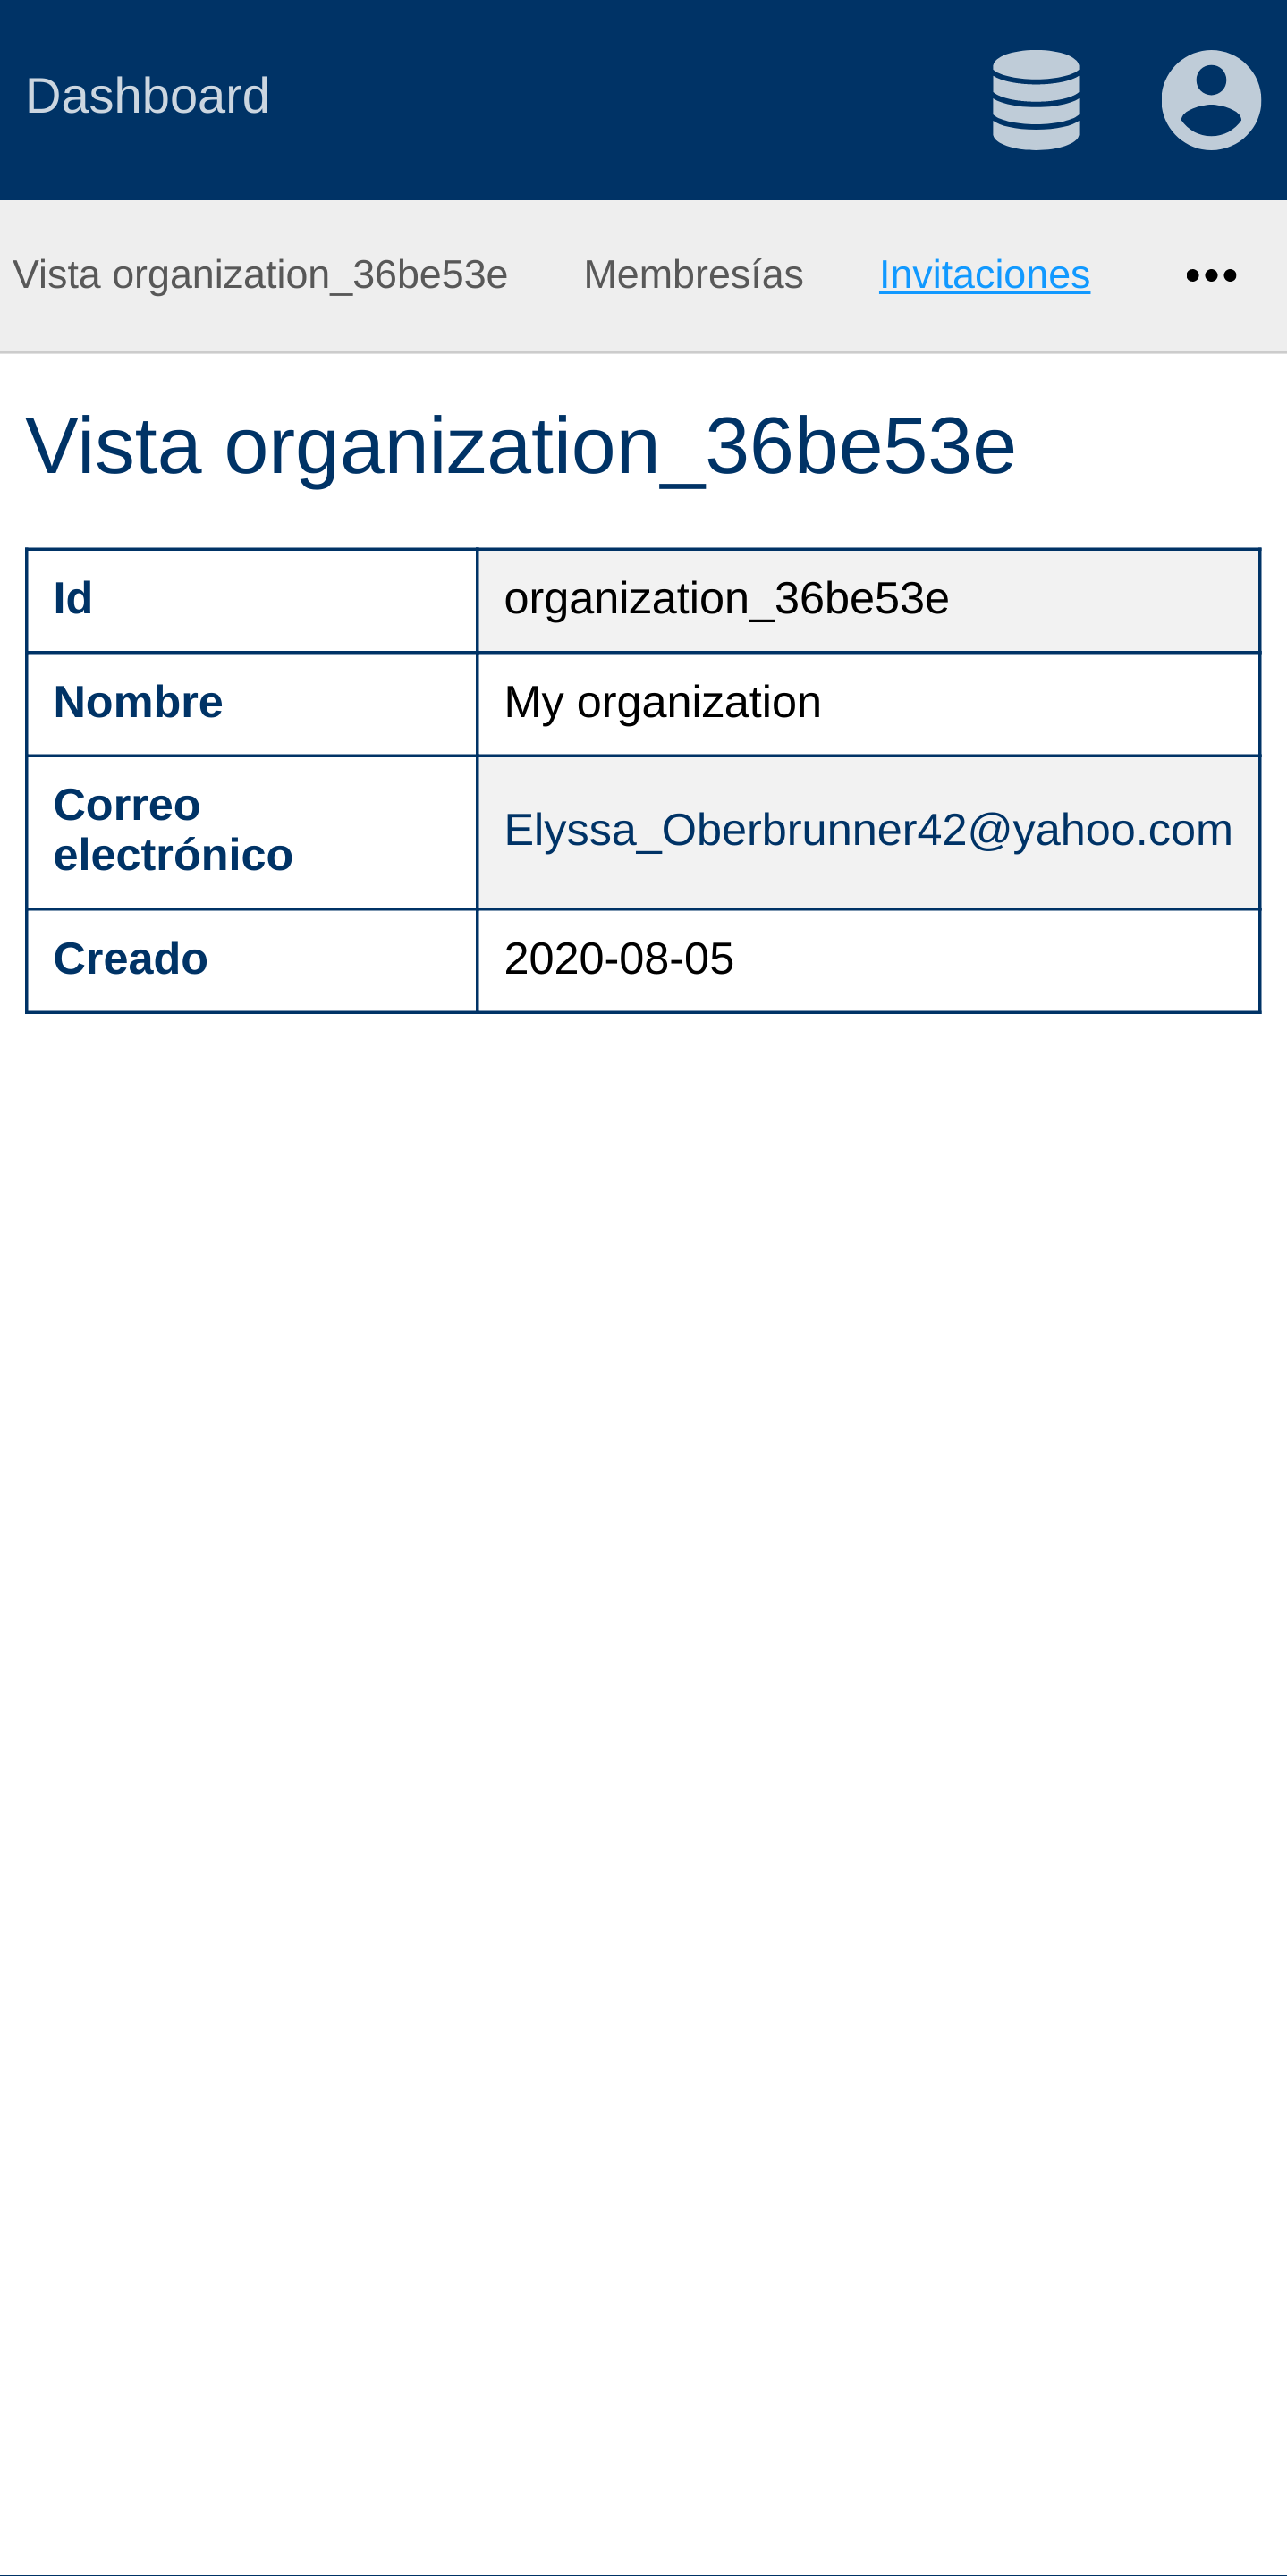 Dashboard
Vista organization_36be53e Membresías Invitaciones •••
Vista organization_36be53e
Id organization_36be53e
Nombre My organization
Correo
electrónico Elyssa_Oberbrunner42@yahoo.com
Creado 2020-08-05